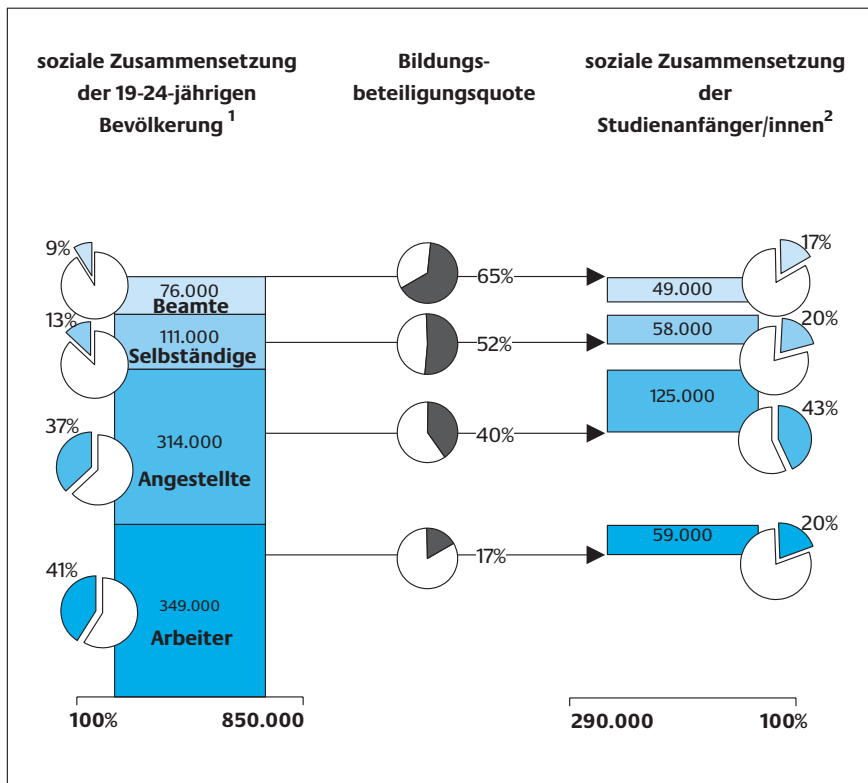 soziale Zusammensetzung
der 19-24-jährigen
Bevölkerung 1
Bildungs-
beteiligungsquote
soziale Zusammensetzung
der
Studienanfänger/innen2
9%
76.000
Beamte
65%
49.000
17%
13%
111.000
Selbständige
52%
58.000
20%
37%
314.000
Angestellte
40%
125.000
43%
41%
349.000
Arbeiter
17%
59.000
20%
100%
850.000
290.000
100%